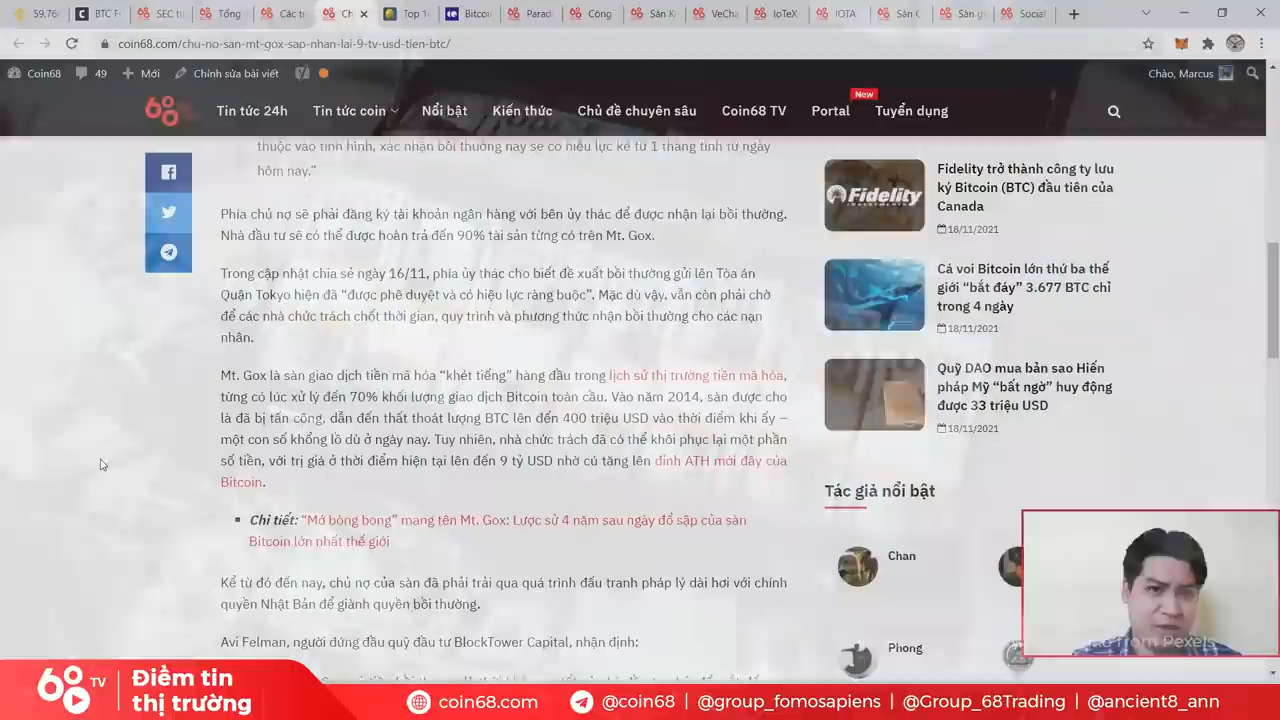 59,76
BTC F
SEC t
Tổng
Các t
Ch
Top 1
Bitcoi
Parad
Công
Sàn K
VeCha
IoTeX
IOTA
Sàn C
Sàn g
Social
coin68.com/chu-no-san-mt-gox-sap-nhan-lai-9-ty-usd-tien-btc/
Coin68 49 Mới Chỉnh sửa bài viết
Chào, Marcus
68
Tin tức 24h Tin tức coin Nổi bật Kiến thức Chủ đề chuyên sâu Coin68 TV Portal New Tuyển dụng
thuộc vào tình hình, xác nhận bồi thường này sẽ có hiệu lực kể từ 1 tháng tính từ ngày
hôm nay.”
Phía chủ nợ sẽ phải đăng ký tài khoản ngân hàng với bên ủy thác để được nhận lại bồi thường.
Nhà đầu tư sẽ có thể được hoàn trả đến 90% tài sản từng có trên Mt. Gox.
Trong cập nhật chia sẻ ngày 16/11, phía ủy thác cho biết đề xuất bồi thường gửi lên Tòa án
Quận Tokyo hiện đã “được phê duyệt và có hiệu lực ràng buộc”. Mặc dù vậy, vẫn còn phải chờ
để các nhà chức trách chốt thời gian, quy trình và phương thức nhận bồi thường cho các nạn
nhân.
Mt. Gox là sàn giao dịch tiền mã hóa “khét tiếng” hàng đầu trong lịch sử thị trường tiền mã hóa,
từng có lúc xử lý đến 70% khối lượng giao dịch Bitcoin toàn cầu. Vào năm 2014, sàn được cho
là đã bị tấn công, dẫn đến thất thoát lượng BTC lên đến 400 triệu USD vào thời điểm khi ấy –
một con số khổng lồ dù ở ngày nay. Tuy nhiên, nhà chức trách đã có thể khôi phục lại một phần
số tiền, với trị giá ở thời điểm hiện tại lên đến 9 tỷ USD nhờ cú tăng lên đỉnh ATH mới đây của
Bitcoin.
Chi tiết: “Mớ bòng bong” mang tên Mt. Gox: Lược sử 4 năm sau ngày đổ sập của sàn
Bitcoin lớn nhất thế giới
Kể từ đó đến nay, chủ nợ của sàn đã phải trải qua quá trình đấu tranh pháp lý dài hơi với chính
quyền Nhật Bản để giành quyền bồi thường.
Avi Felman, người đứng đầu quỹ đầu tư BlockTower Capital, nhận định:
Fidelity
INVESTMENTS
Fidelity trở thành công ty lưu
ký Bitcoin (BTC) đầu tiên của
Canada
18/11/2021
Cá voi Bitcoin lớn thứ ba thế
giới “bắt đáy” 3.677 BTC chỉ
trong 4 ngày
18/11/2021
Quỹ DAO mua bản sao Hiến
pháp Mỹ “bất ngờ” huy động
được 33 triệu USD
18/11/2021
Tác giả nổi bật
Chan
Phong
from Pexels
68 TV Điểm tin
thị trường
coin68.com @coin68 | @group_fomosapiens | @Group_68Trading | @ancient8_ann